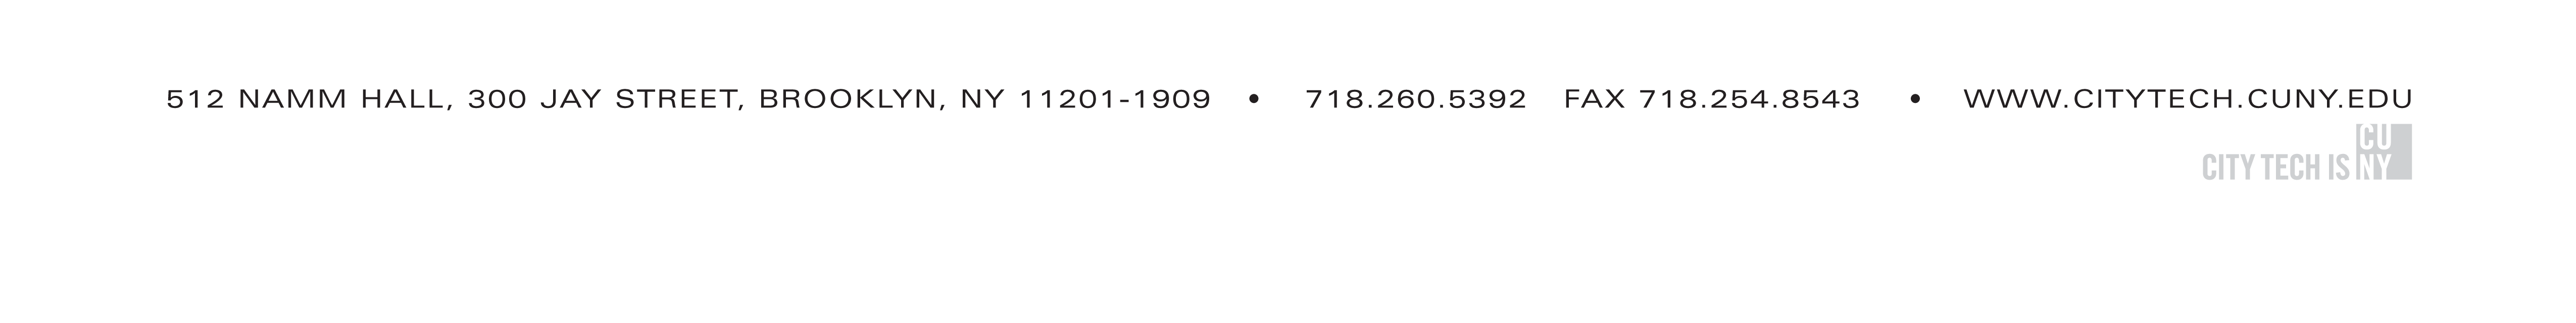 512 NAMM HALL, 300 JAY STREET, BROOKLYN, NY 11201-1909 • 718.260.5392 FAX 718.254.8543 • WWW.CITYTECH.CUNY.EDU
CU
CITY TECH IS NY